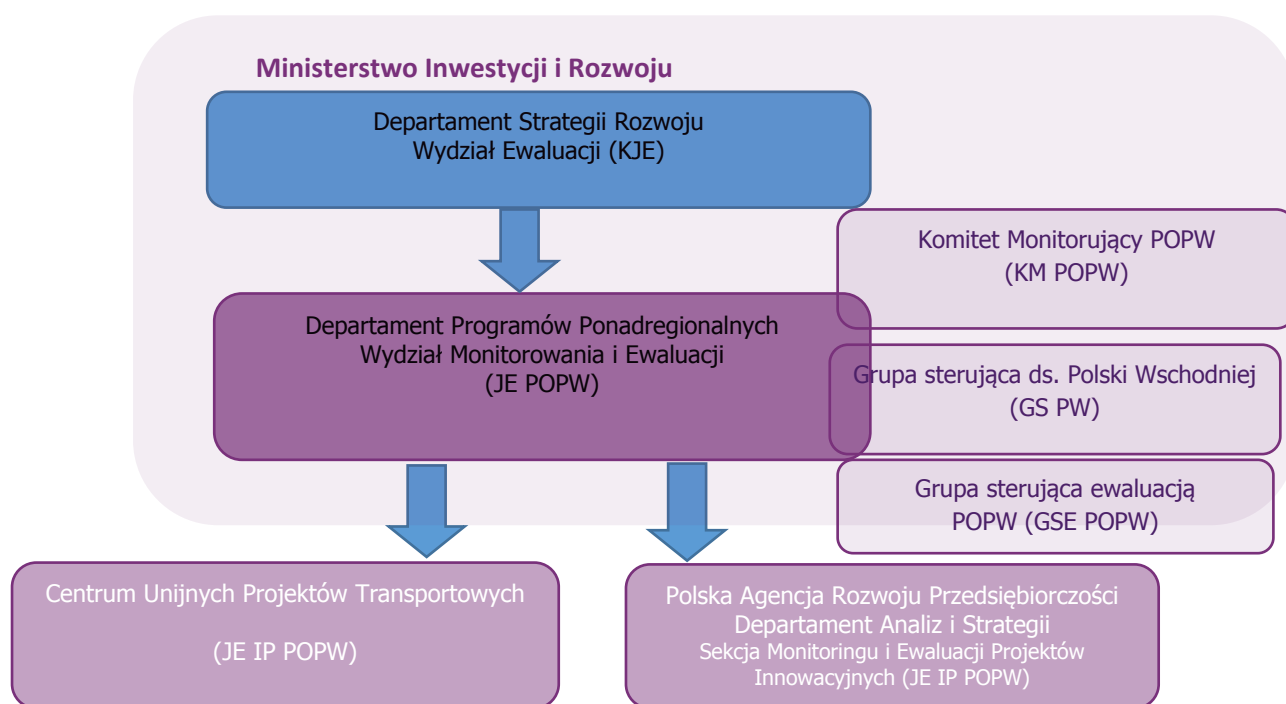 Ministerstwo Inwestycji i Rozwoju
Departament Strategii Rozwoju
Wydział Ewaluacji (KJE)
Komitet Monitorujący POPW
(KM POPW)
Departament Programów Ponadregionalnych
Wydział Monitorowania i Ewaluacji
(JE POPW)
Grupa sterująca ds. Polski Wschodniej
(GS PW)
Grupa sterująca ewaluacją
POPW (GSE POPW)
Centrum Unijnych Projektów Transportowych
(JE IP POPW)
Polska Agencja Rozwoju Przedsiębiorczości
Departament Analiz i Strategii
Sekcja Monitoringu i Ewaluacji Projektów
Innowacyjnych (JE IP POPW)